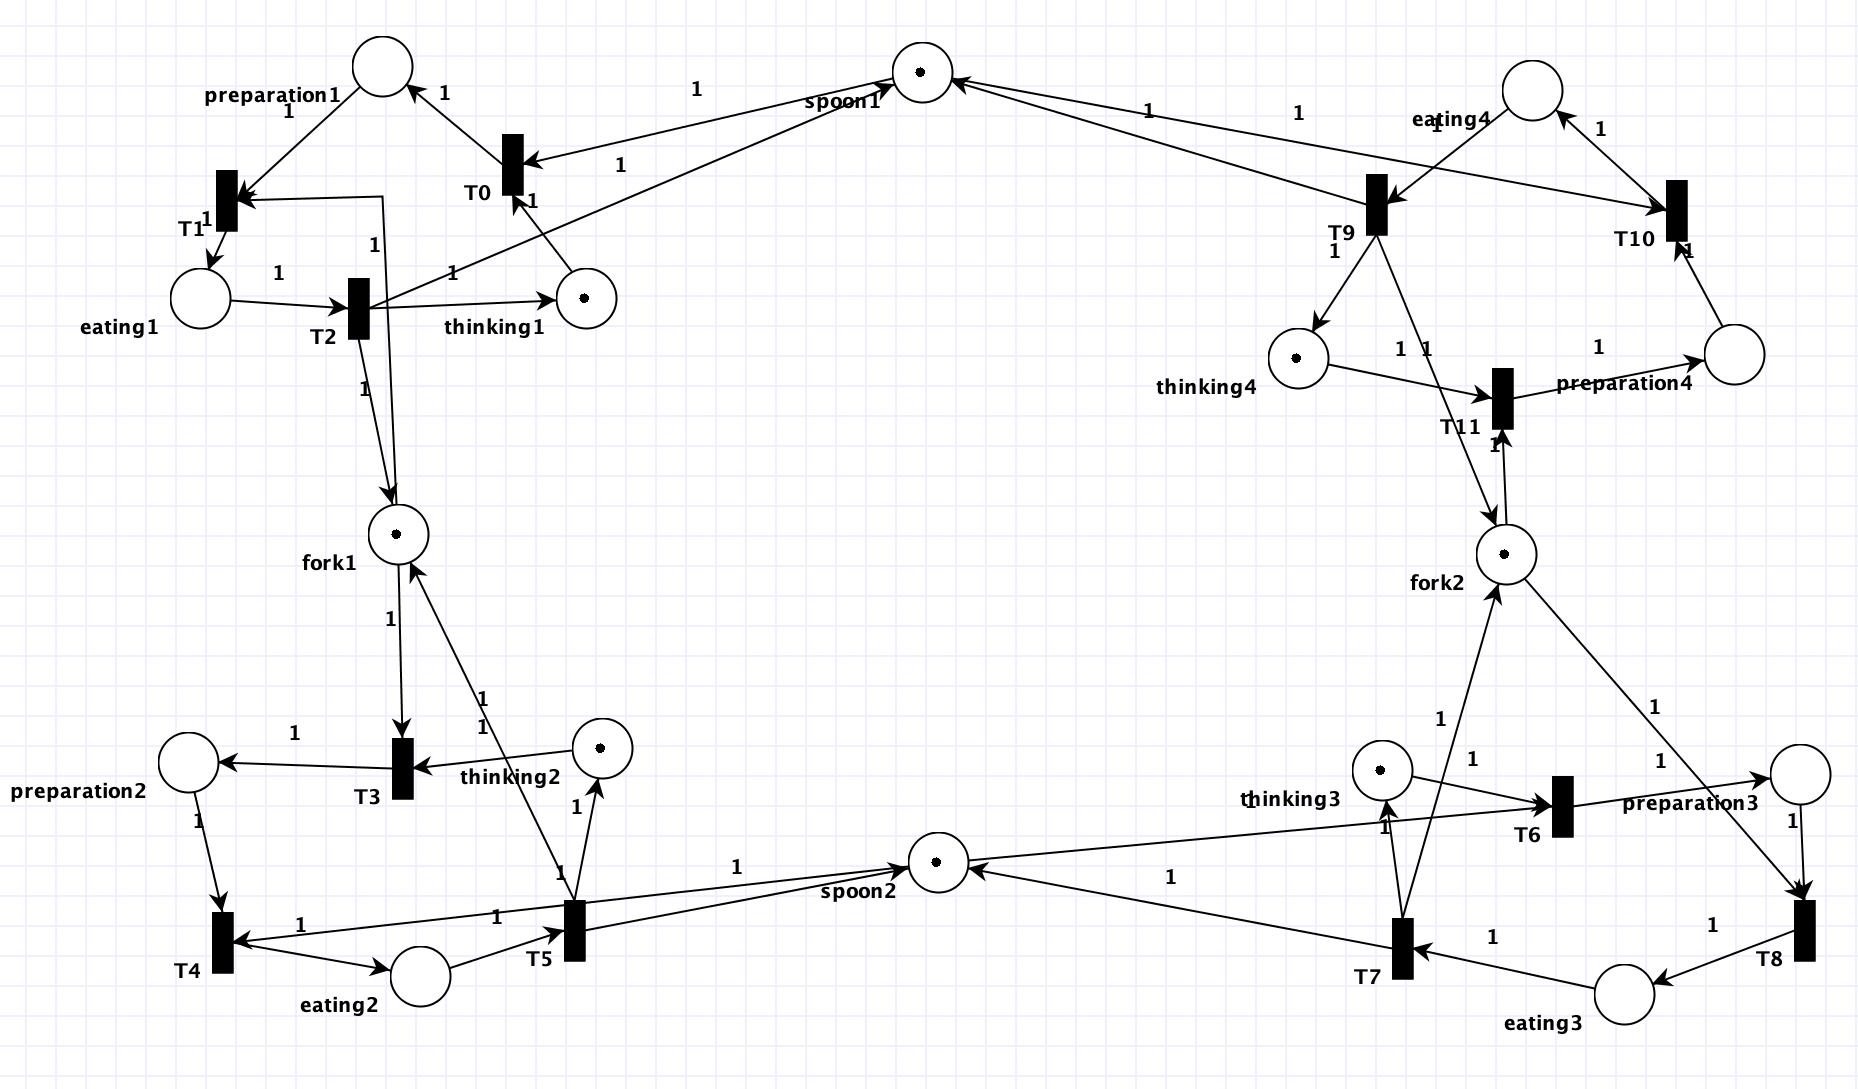 1
1
preparation1
spoon1
1
1
1
1
eating4
1
1
T0
1
T1
1
T9
1
T10
1
1
1
1
eating1
T2
thinking1
1
1
1
preparation4
thinking4
1
T11
1
fork1
fork2
1
1
1
1
1
1
1
1
thinking2
preparation2
T3
1
thinking3
1
preparation3
1
T6
1
1
1
1
1
spoon2
1
1
1
1
1
T4
T5
T7
T8
eating2
eating3